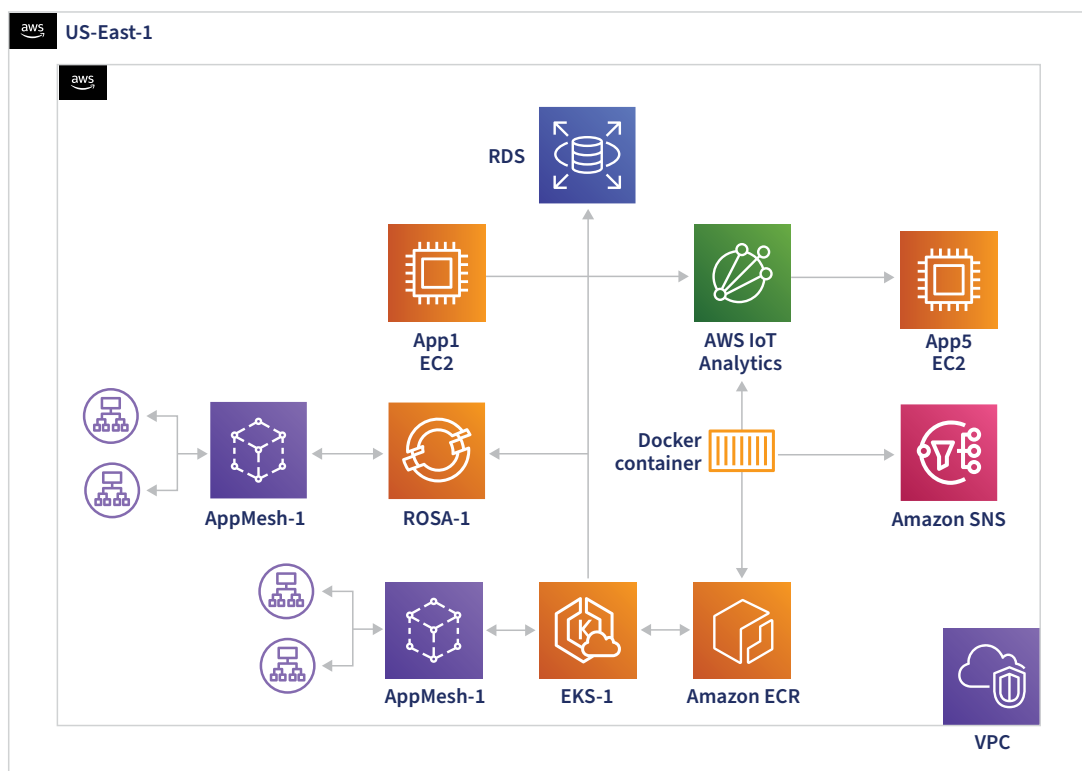 aws
US-East-1
aws
RDS
App1
EC2
AWS IoT
Analytics
App5
EC2
Docker
container
AppMesh-1
ROSA-1
Amazon SNS
K
AppMesh-1
EKS-1
Amazon ECR
VPC